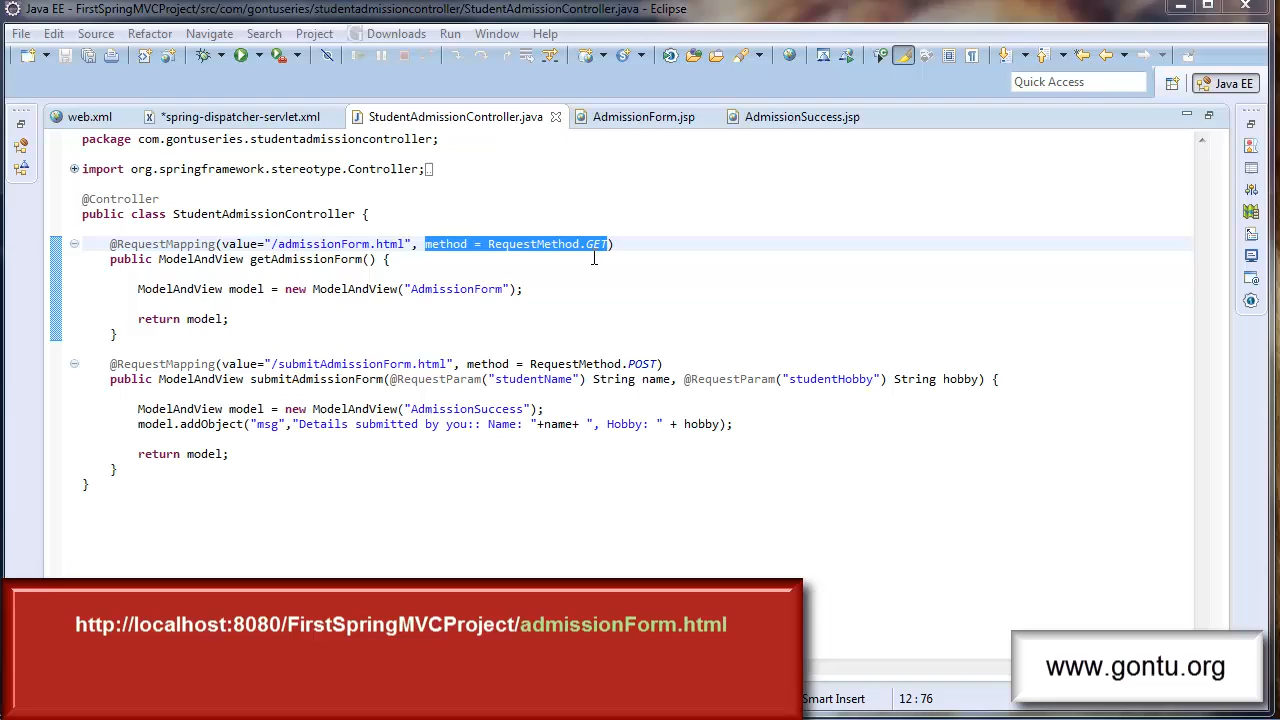 Java EE - FirstSpringMVCProject/src/com/gontuseries/studentadmissioncontroller/StudentAdmissionController.java - Eclipse
File Edit Source Refactor Navigate Search Project Downloads Run Window Help
Quick Access Java EE
web.xml *spring-dispatcher-servlet.xml StudentAdmissionController.java AdmissionForm.jsp AdmissionSuccess.jsp
package com.gontuseries.studentadmissioncontroller;
import org.springframework.stereotype.Controller;
@Controller
public class StudentAdmissionController {
@RequestMapping(value="/admissionForm.html", method = RequestMethod.GET)
public ModelAndView getAdmissionForm() {
ModelAndView model = new ModelAndView("AdmissionForm");
return model;
}
@RequestMapping(value="/submitAdmissionForm.html", method = RequestMethod.POST)
public ModelAndView submitAdmissionForm(@RequestParam("studentName") String name, @RequestParam("studentHobby") String hobby) {
ModelAndView model = new ModelAndView("AdmissionSuccess");
model.addObject("msg","Details submitted by you:: Name: "+name+ ", Hobby: " + hobby);
return model;
}
}
http://localhost:8080/FirstSpringMVCProject/admissionForm.html
www.gontu.org
Smart Insert 12:76